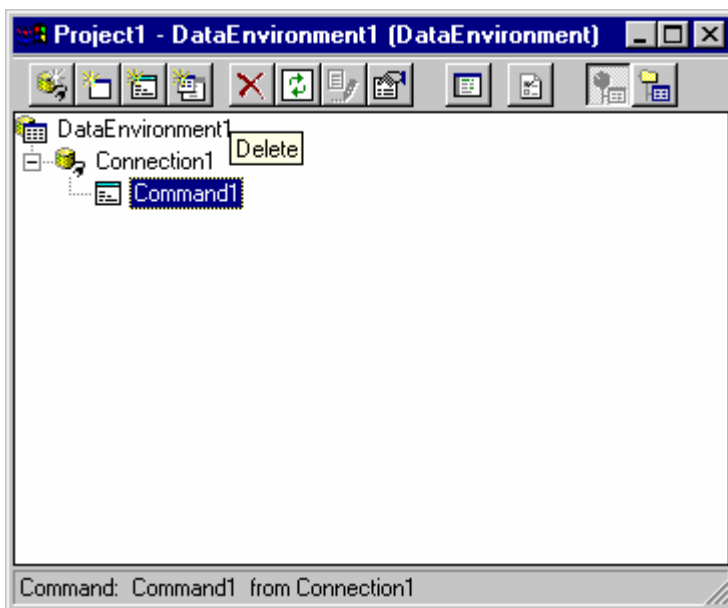 Project1 - DataEnvironment1 (DataEnvironment)
DataEnvironment1
Delete
Connection1
Command1
Command: Command1 from Connection1